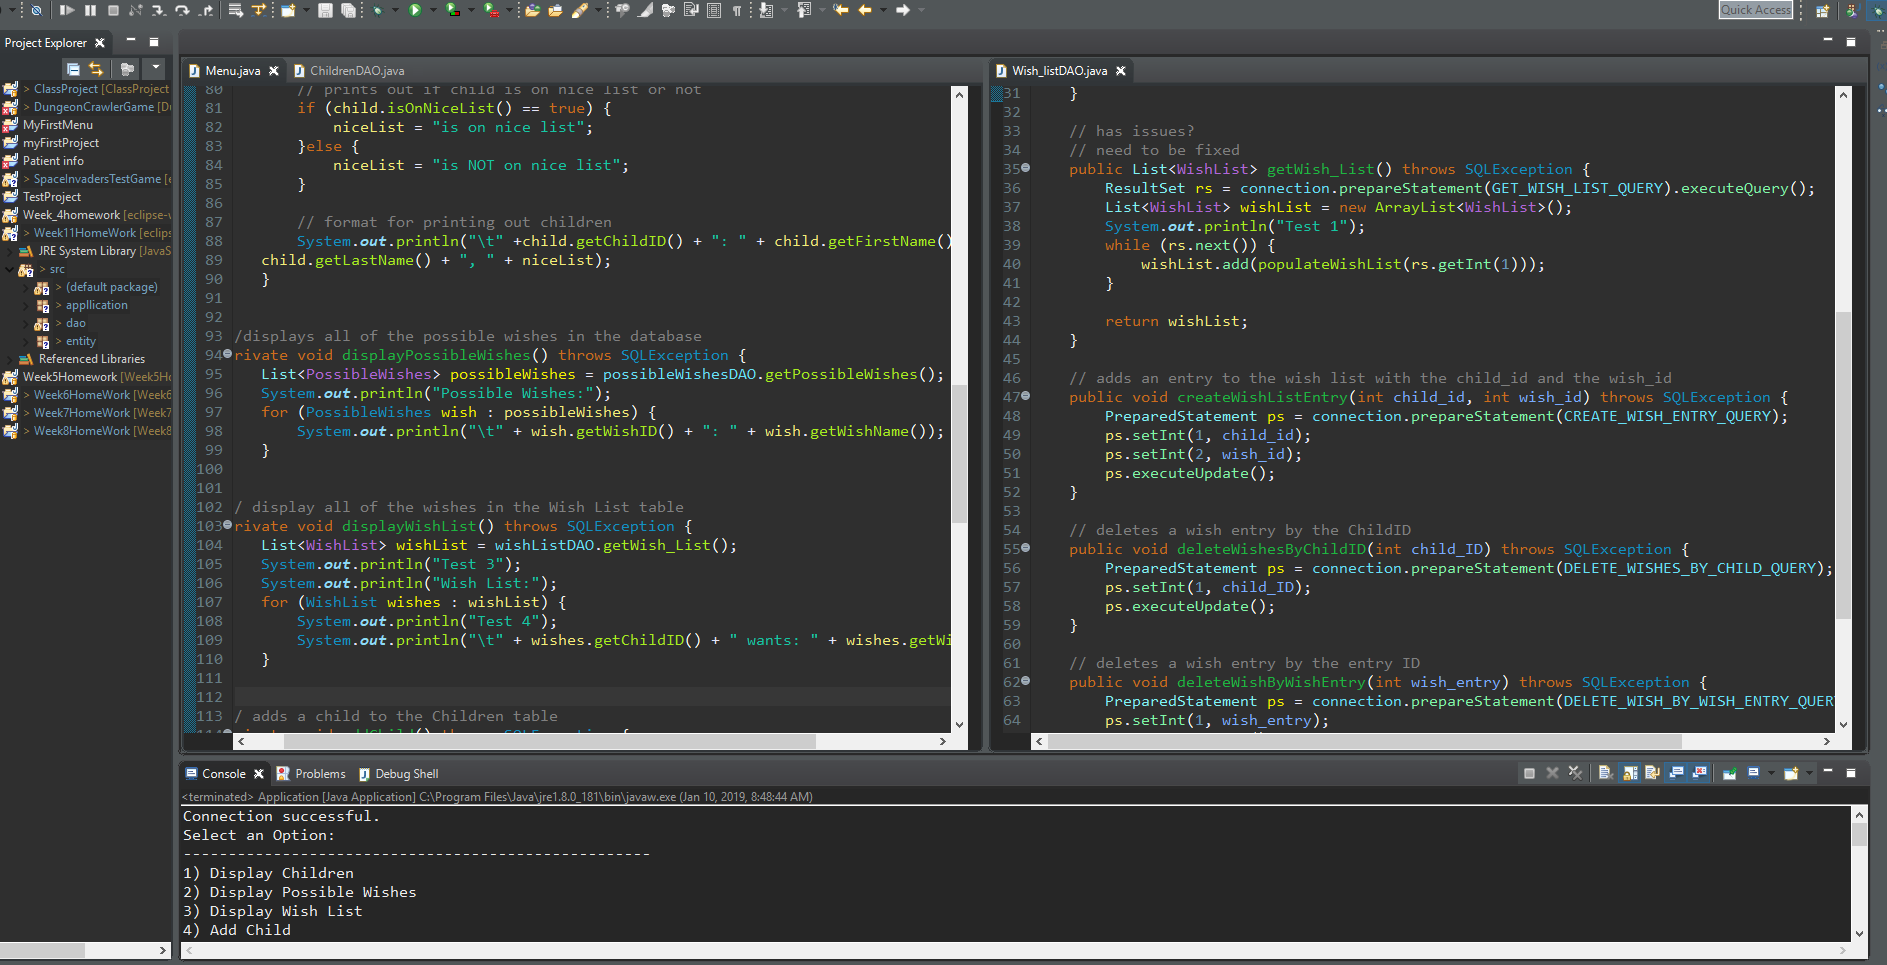 Quick Access
Project Explorer
> ClassProject [ClassProject
> DungeonCrawlerGame [D
MyFirstMenu
myFirstProject
Patient info
> SpaceInvadersTestGame [e
TestProject
Week_4homework [eclipse-w
> Week11HomeWork [eclips
JRE System Library [JavaS
> src
> (default package)
> appllication
> dao
> entity
Referenced Libraries
Week5Homework [Week5H
> Week6HomeWork [Week6
> Week7HomeWork [Week7
> Week8HomeWork [Week8
Menu.java
ChildrenDAO.java
80 // prints out if child is on nice list or not
81 if (child.isOnNiceList() == true) {
82 niceList = "is on nice list";
83 }else {
84 niceList = "is NOT on nice list";
85 }
86
87 // format for printing out children
88 System.out.println("\t" +child.getChildID() + ": " + child.getFirstName()
89 child.getLastName() + ", " + niceList);
90 }
91
92
93 /displays all of the possible wishes in the database
94 rivate void displayPossibleWishes() throws SQLException {
95 List<PossibleWishes> possibleWishes = possibleWishesDAO.getPossibleWishes();
96 System.out.println("Possible Wishes:");
97 for (PossibleWishes wish : possibleWishes) {
98 System.out.println("\t" + wish.getWishID() + ": " + wish.getWishName());
99 }
100
101
102 / display all of the wishes in the Wish List table
103 rivate void displayWishList() throws SQLException {
104 List<WishList> wishList = wishListDAO.getWish_List();
105 System.out.println("Test 3");
106 System.out.println("Wish List:");
107 for (WishList wishes : wishList) {
108 System.out.println("Test 4");
109 System.out.println("\t" + wishes.getChildID() + " wants: " + wishes.getWi
110 }
111
112
113 / adds a child to the Children table
Wish_listDAO.java
31 }
32
33 // has issues?
34 // need to be fixed
35 public List<WishList> getWish_List() throws SQLException {
36 ResultSet rs = connection.prepareStatement(GET_WISH_LIST_QUERY).executeQuery();
37 List<WishList> wishList = new ArrayList<WishList>();
38 System.out.println("Test 1");
39 while (rs.next()) {
40 wishList.add(populateWishList(rs.getInt(1)));
41 }
42
43 return wishList;
44 }
45
46 // adds an entry to the wish list with the child_id and the wish_id
47 public void createWishListEntry(int child_id, int wish_id) throws SQLException {
48 PreparedStatement ps = connection.prepareStatement(CREATE_WISH_ENTRY_QUERY);
49 ps.setInt(1, child_id);
50 ps.setInt(2, wish_id);
51 ps.executeUpdate();
52 }
53
54 // deletes a wish entry by the ChildID
55 public void deleteWishesByChildID(int child_ID) throws SQLException {
56 PreparedStatement ps = connection.prepareStatement(DELETE_WISHES_BY_CHILD_QUERY);
57 ps.setInt(1, child_ID);
58 ps.executeUpdate();
59 }
60
61 // deletes a wish entry by the entry ID
62 public void deleteWishByWishEntry(int wish_entry) throws SQLException {
63 PreparedStatement ps = connection.prepareStatement(DELETE_WISH_BY_WISH_ENTRY_QUER
64 ps.setInt(1, wish_entry);
Console
Problems
Debug Shell
<terminated> Application [Java Application] C:\Program Files\Java\jre1.8.0_181\bin\javaw.exe (Jan 10, 2019, 8:48:44 AM)
Connection successful.
Select an Option:
----------------------------------------------------
1) Display Children
2) Display Possible Wishes
3) Display Wish List
4) Add Child